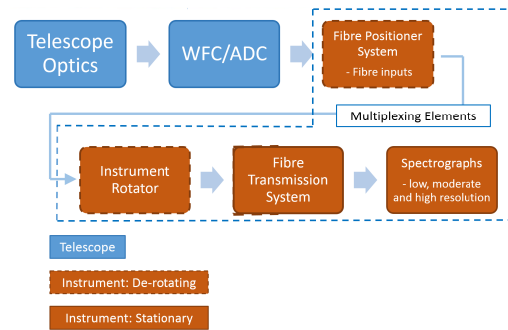 Telescope
Optics
WFC/ADC
Fibre Positioner
System
- Fibre inputs
Multiplexing Elements
Instrument
Rotator
Fibre
Transmission
System
Spectrographs
- low, moderate
and high resolution
Telescope
Instrument: De-rotating
Instrument: Stationary